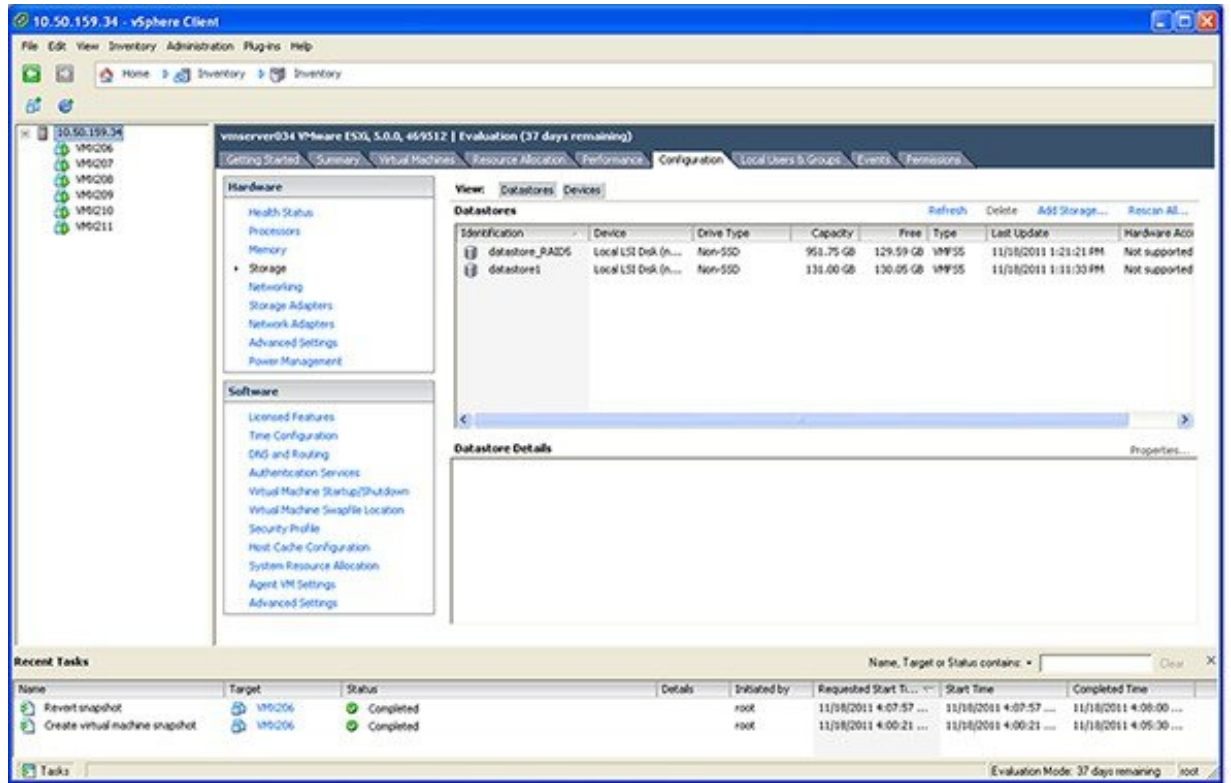 10.50.159.34 - vSphere Client
File Edit View Inventory Administration Plug-ins Help
Home Inventory Inventory
10.50.159.34
VMX206
VMX207
VMX208
VMX209
VMX210
VMX211
vmserver034 VMware ESXi, 5.0.0, 469512 | Evaluation (37 days remaining)
Getting Started Summary Virtual Machines Resource Allocation Performance Configuration Local Users & Groups Events Permissions
Hardware
Health Status
Processors
Memory
Storage
Networking
Storage Adapters
Network Adapters
Advanced Settings
Power Management
Software
Licensed Features
Time Configuration
DNS and Routing
Authentication Services
Virtual Machine Startup/Shutdown
Virtual Machine Swapfile Location
Security Profile
Host Cache Configuration
System Resource Allocation
Agent VM Settings
Advanced Settings
View: Datastores Devices
Datastores Refresh Delete Add Storage... Rescan All...
Identification Device Drive Type Capacity Free Type Last Update Hardware Acce
datastore_RAID5 Local LSI Disk (n... Non-SSD 951.75 GB 129.59 GB VMFS5 11/18/2011 1:21:21 PM Not supported
datastore1 Local LSI Disk (n... Non-SSD 131.00 GB 130.05 GB VMFS5 11/18/2011 1:11:33 PM Not supported
Datastore Details Properties...
Recent Tasks Name, Target or Status contains: Clear
Name Target Status Details Initiated by Requested Start Ti... Start Time Completed Time
Revert snapshot VMX206 Completed root 11/18/2011 4:07:57 ... 11/18/2011 4:07:57 ... 11/18/2011 4:08:00 ...
Create virtual machine snapshot VMX206 Completed root 11/18/2011 4:00:21 ... 11/18/2011 4:00:21 ... 11/18/2011 4:05:30 ...
Tasks Evaluation Mode: 37 days remaining root